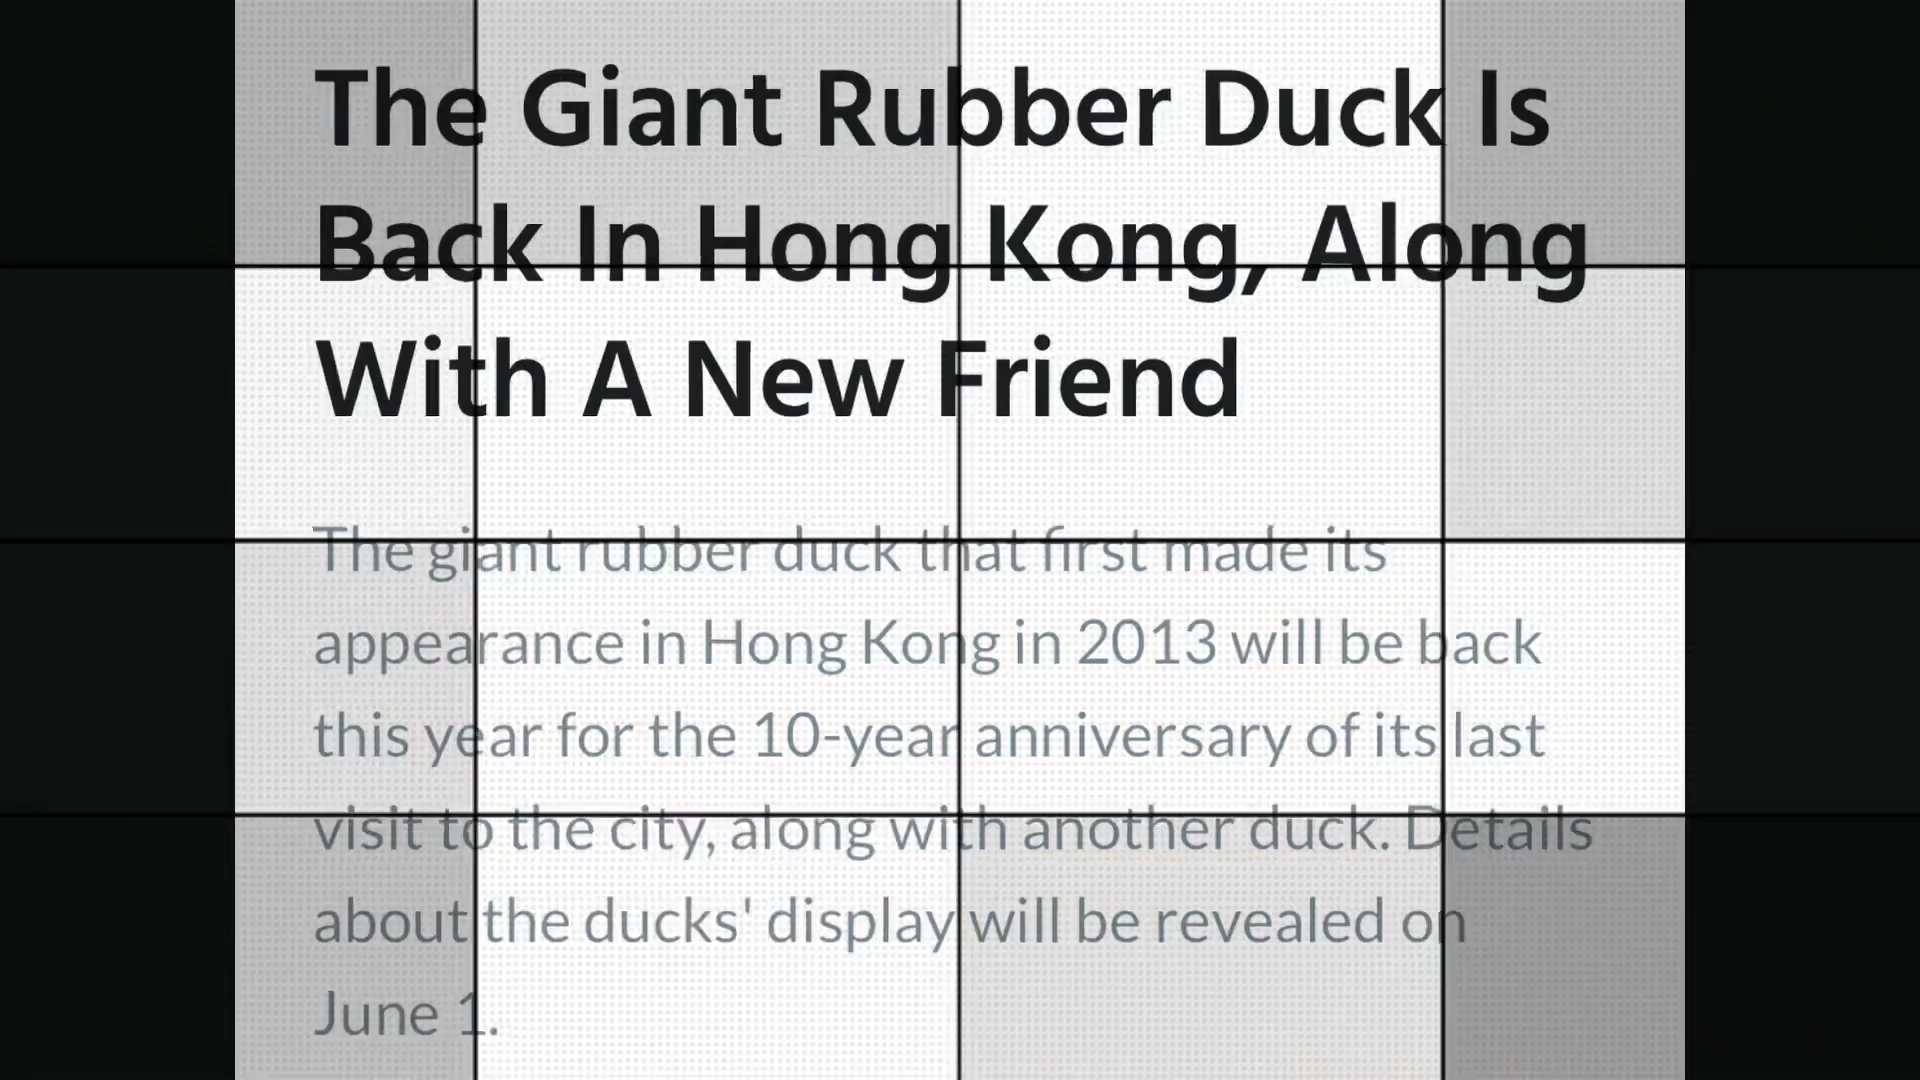 The Giant Rubber Duck Is
Back In Hong Kong, Along
With A New Friend
The giant rubber duck that first made its
appearance in Hong Kong in 2013 will be back
this year for the 10-year anniversary of its last
visit to the city, along with another duck. Details
about the ducks' display will be revealed on
June 1.